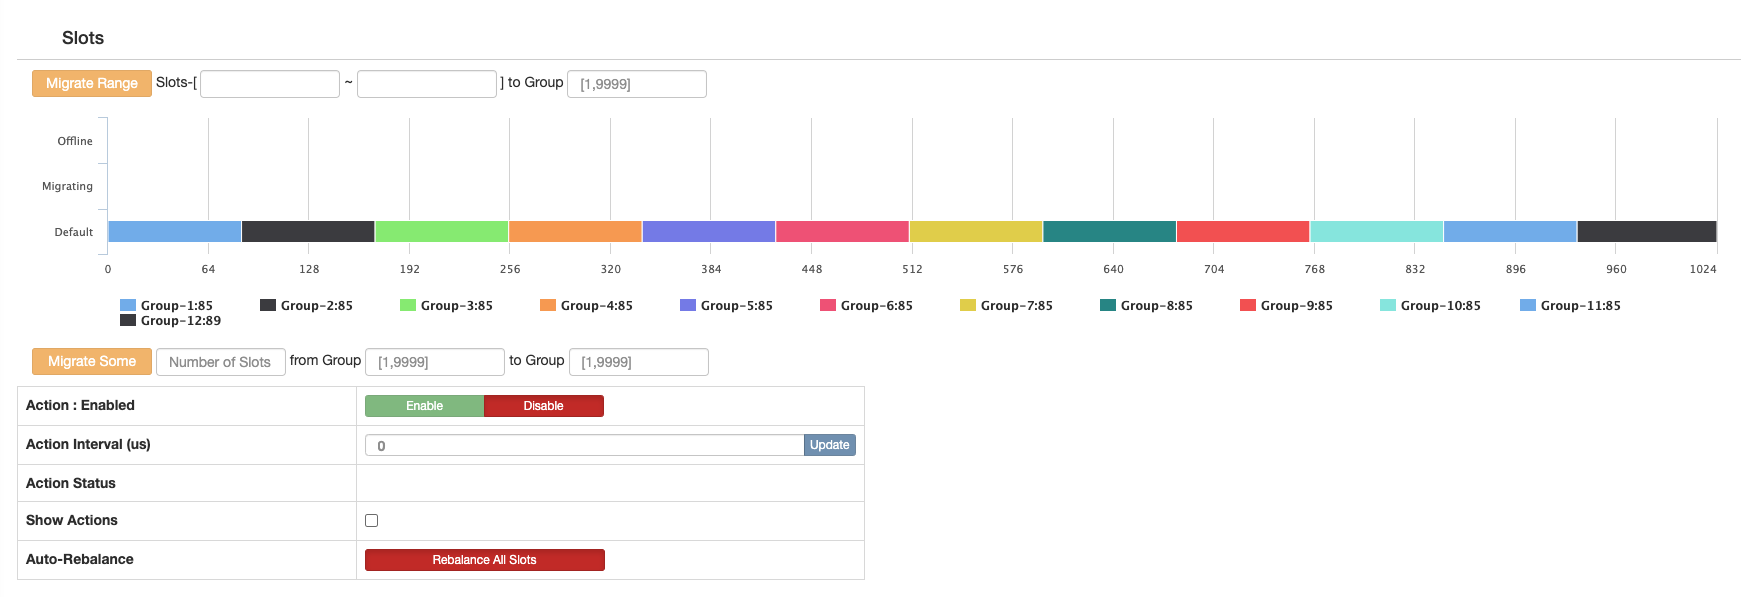 Slots
Migrate Range Slots-[ ~ ] to Group [1,9999]
Offline
Migrating
Default
0 64 128 192 256 320 384 448 512 576 640 704 768 832 896 960 1024
Group-1:85 Group-2:85 Group-3:85 Group-4:85 Group-5:85 Group-6:85 Group-7:85 Group-8:85 Group-9:85 Group-10:85 Group-11:85
Group-12:89
Migrate Some Number of Slots from Group [1,9999] to Group [1,9999]
Action : Enabled Enable Disable
Action Interval (us) 0 Update
Action Status
Show Actions
Auto-Rebalance Rebalance All Slots